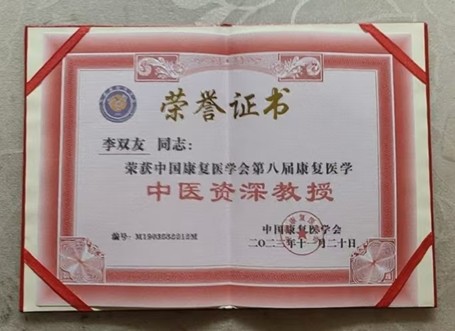 荣誉证书
李双友 同志：
荣获中国康复医学会第八届康复医学
中医资深教授
中国康复医学会
编号：
二〇二三年十一月二十日